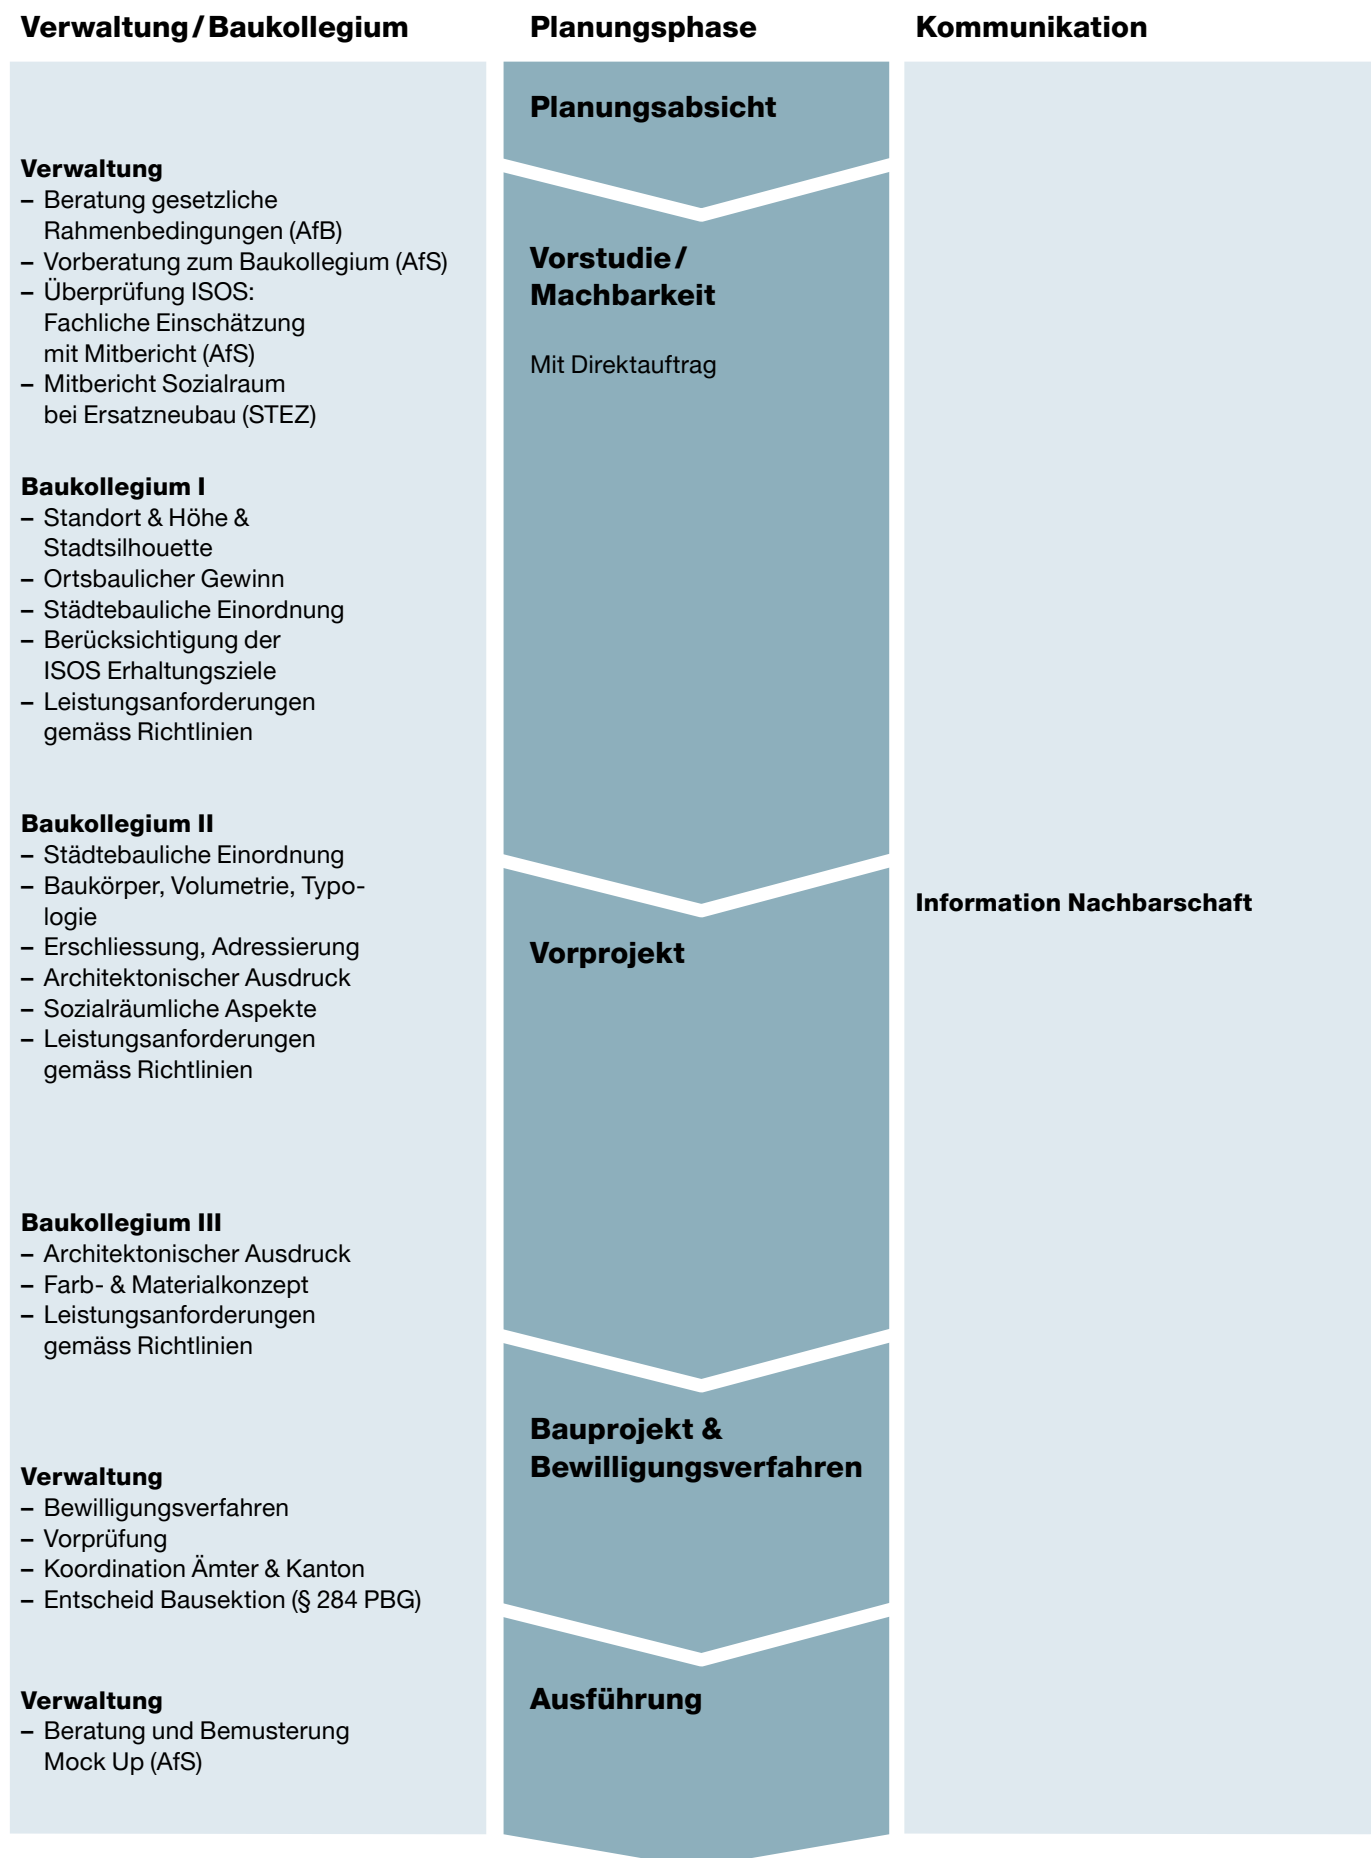 Verwaltung/Baukollegium
Planungsphase
Kommunikation
Verwaltung
– Beratung gesetzliche
Rahmenbedingungen (AfB)
– Vorberatung zum Baukollegium (AfS)
– Überprüfung ISOS:
Fachliche Einschätzung
mit Mitbericht (AfS)
– Mitbericht Sozialraum
bei Ersatzneubau (STEZ)
Baukollegium I
– Standort & Höhe &
Stadtsilhouette
– Ortsbaulicher Gewinn
– Städtebauliche Einordnung
– Berücksichtigung der
ISOS Erhaltungsziele
– Leistungsanforderungen
gemäss Richtlinien
Baukollegium II
– Städtebauliche Einordnung
– Baukörper, Volumetrie, Typo-
logie
– Erschliessung, Adressierung
– Architektonischer Ausdruck
– Sozialräumliche Aspekte
– Leistungsanforderungen
gemäss Richtlinien
Baukollegium III
– Architektonischer Ausdruck
– Farb- & Materialkonzept
– Leistungsanforderungen
gemäss Richtlinien
Verwaltung
– Bewilligungsverfahren
– Vorprüfung
– Koordination Ämter & Kanton
– Entscheid Bausektion (§ 284 PBG)
Verwaltung
– Beratung und Bemusterung
Mock Up (AfS)
Planungsabsicht
Vorstudie/
Machbarkeit
Mit Direktauftrag
Vorprojekt
Bauprojekt &
Bewilligungsverfahren
Ausführung
Information Nachbarschaft